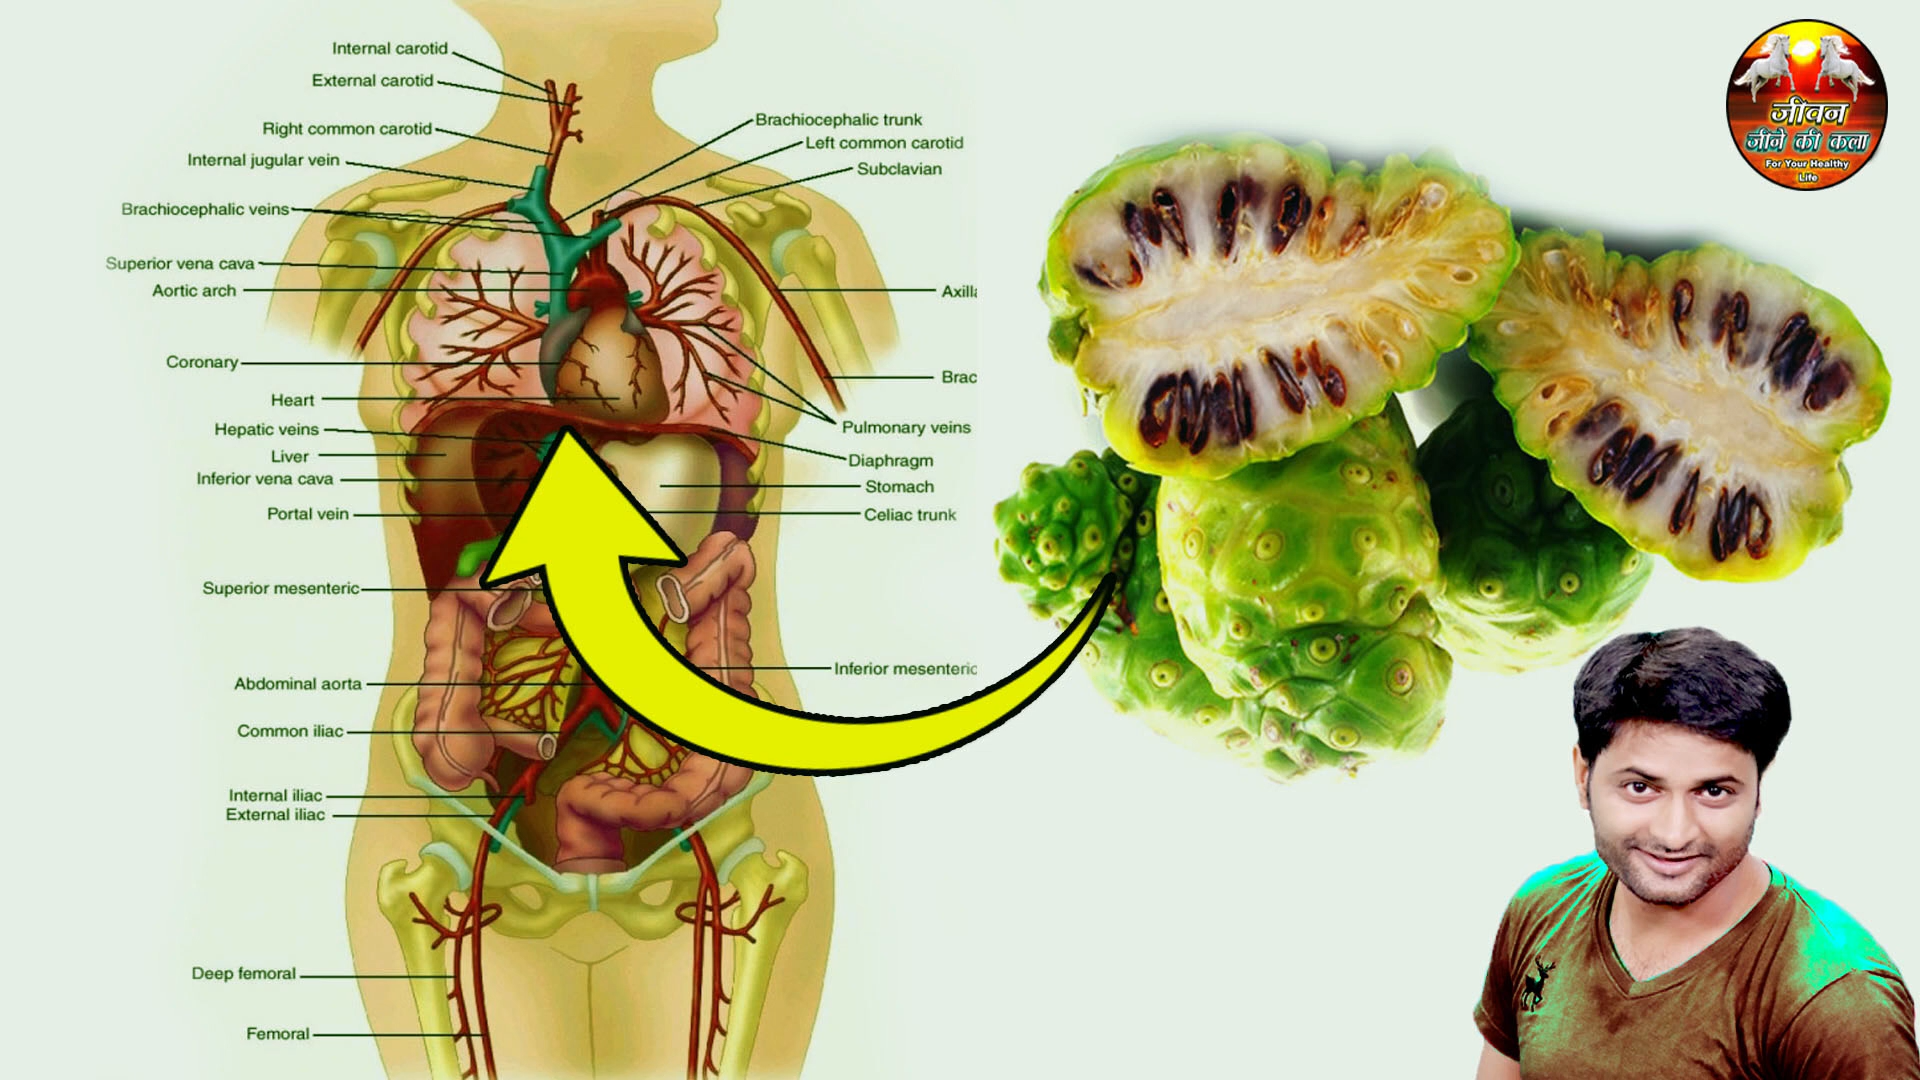 Internal carotid
External carotid
Right common carotid
Internal jugular vein
Brachiocephalic veins
Superior vena cava
Aortic arch
Coronary
Heart
Hepatic veins
Liver
Inferior vena cava
Portal vein
Superior mesenteric
Abdominal aorta
Common iliac
Internal iliac
External iliac
Deep femoral
Femoral
Brachiocephalic trunk
Left common carotid
Subclavian
Axilla
Brac
Pulmonary veins
Diaphragm
Stomach
Celiac trunk
Inferior mesenteric
जीवन
जीने की कला
For Your Healthy
Life